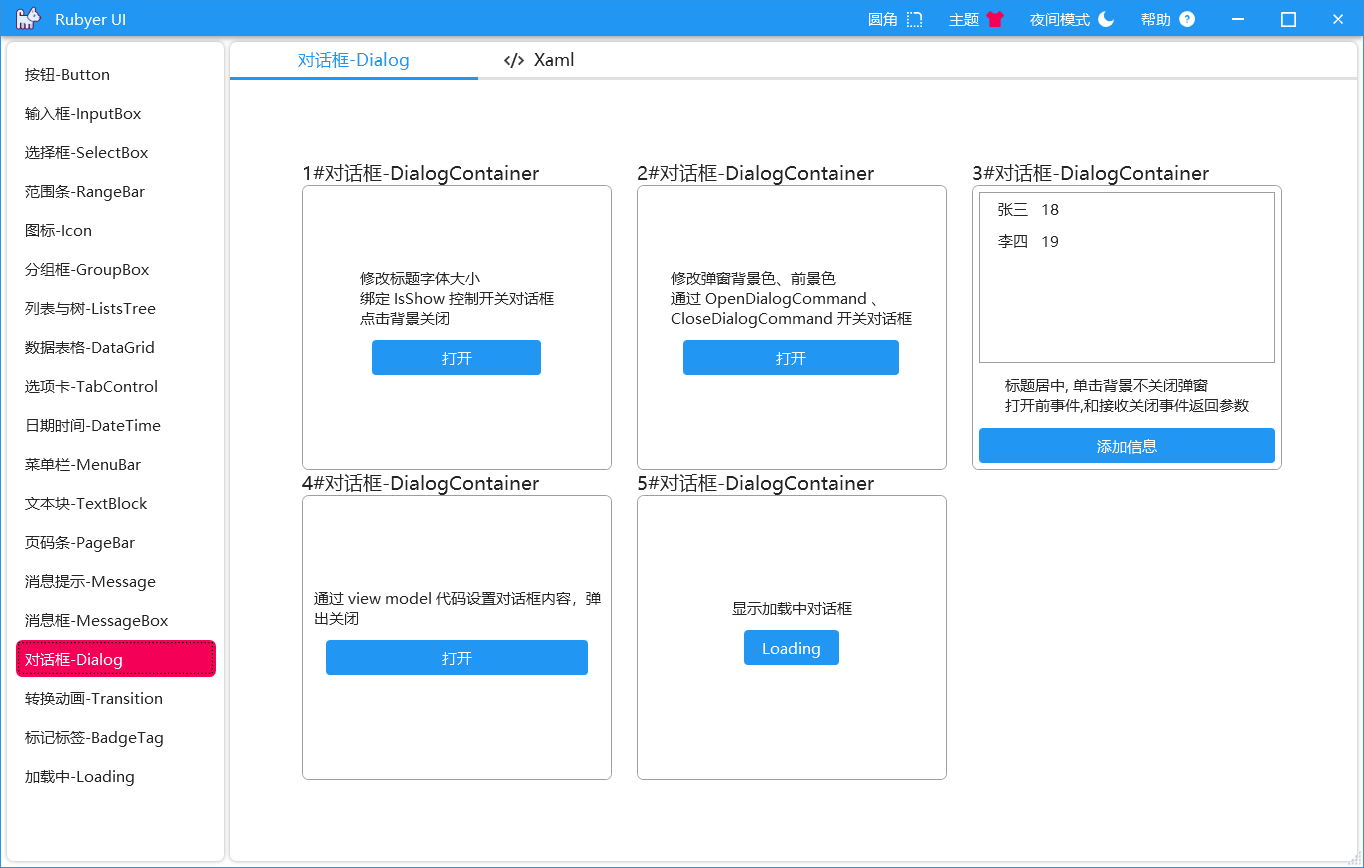 Rubyer UI
圆角
主题
夜间模式
帮助
按钮-Button
输入框-InputBox
选择框-SelectBox
范围条-RangeBar
图标-Icon
分组框-GroupBox
列表与树-ListsTree
数据表格-DataGrid
选项卡-TabControl
日期时间-DateTime
菜单栏-MenuBar
文本块-TextBlock
页码条-PageBar
消息提示-Message
消息框-MessageBox
对话框-Dialog
转换动画-Transition
标记标签-BadgeTag
加载中-Loading
对话框-Dialog
Xaml
1#对话框-DialogContainer
修改标题字体大小
绑定 IsShow 控制开关对话框
点击背景关闭
打开
2#对话框-DialogContainer
修改弹窗背景色、前景色
通过 OpenDialogCommand 、
CloseDialogCommand 开关对话框
打开
3#对话框-DialogContainer
张三 18
李四 19
标题居中, 单击背景不关闭弹窗
打开前事件,和接收关闭事件返回参数
添加信息
4#对话框-DialogContainer
通过 view model 代码设置对话框内容，弹
出关闭
打开
5#对话框-DialogContainer
显示加载中对话框
Loading